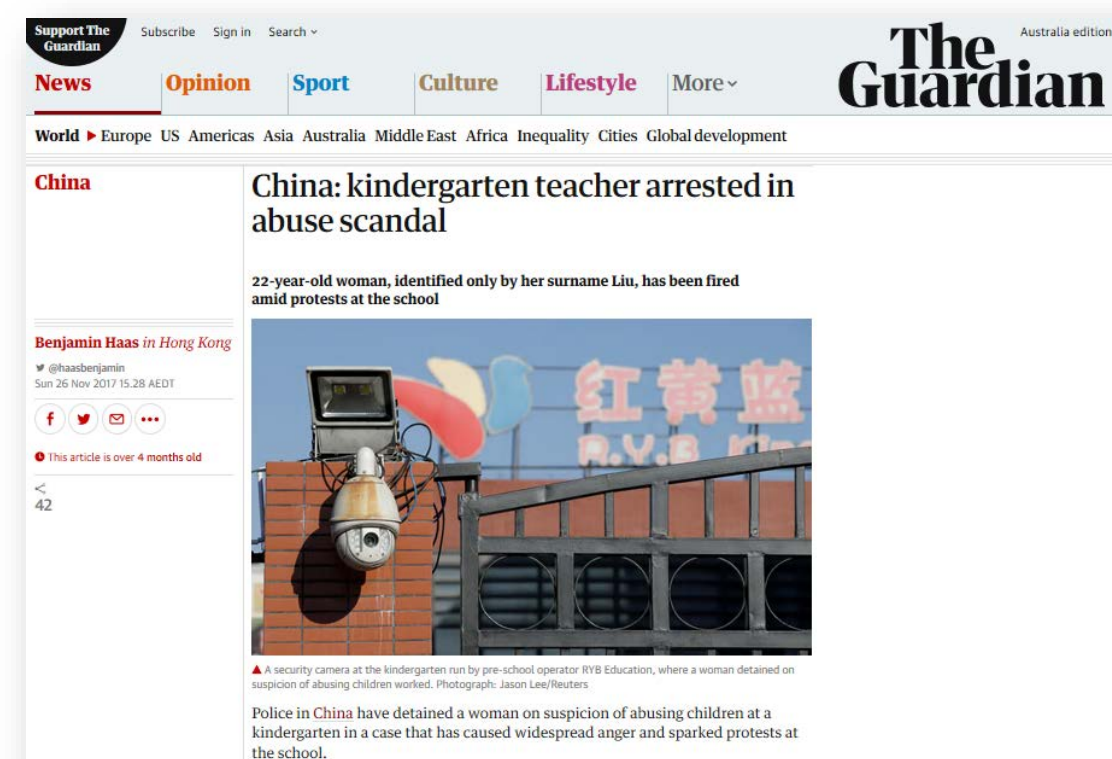 Support The
Guardian
Subscribe Sign in Search
The
Guardian
Australia edition
News Opinion Sport Culture Lifestyle More
World Europe US Americas Asia Australia Middle East Africa Inequality Cities Global development
China
China: kindergarten teacher arrested in
abuse scandal
22-year-old woman, identified only by her surname Liu, has been fired
amid protests at the school
Benjamin Haas in Hong Kong
@haasbenjamin
Sun 26 Nov 2017 15.28 AEDT
This article is over 4 months old
42
红黄蓝
R.Y.B
A security camera at the kindergarten run by pre-school operator RYB Education, where a woman detained on
suspicion of abusing children worked. Photograph: Jason Lee/Reuters
Police in China have detained a woman on suspicion of abusing children at a
kindergarten in a case that has caused widespread anger and sparked protests at
the school.